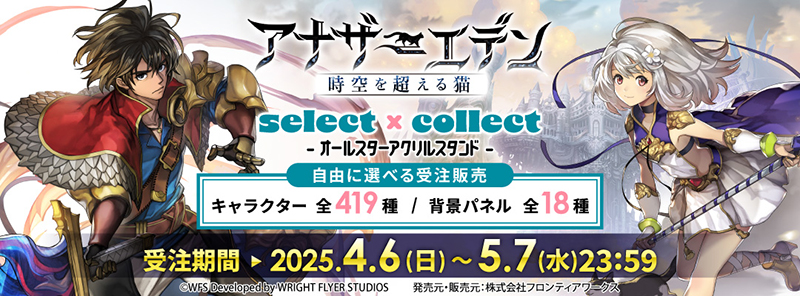 アナザーエデン
時空を超える猫
select × collect
- オールスターアクリルスタンド -
自由に選べる受注販売
キャラクター 全419種 / 背景パネル 全18種
受注期間 ▶ 2025.4.6(日)～5.7(水)23:59
©WFS Developed by WRIGHT FLYER STUDIOS 発売元・販売元：株式会社フロンティアワークス